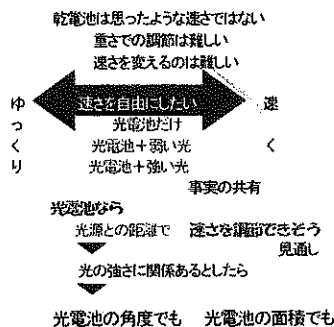 乾電池は思ったような速さではない
重さでの調節は難しい
速さを変えるのは難しい
ゆっくり 速さを自由にしたい 速く
光電池だけ
光電池+弱い光
光電池+強い光
事実の共有
光電池なら
光源との距離で 速さを調節できそう
見通し
光の強さに関係あるとしたら
光電池の角度でも 光電池の面積でも